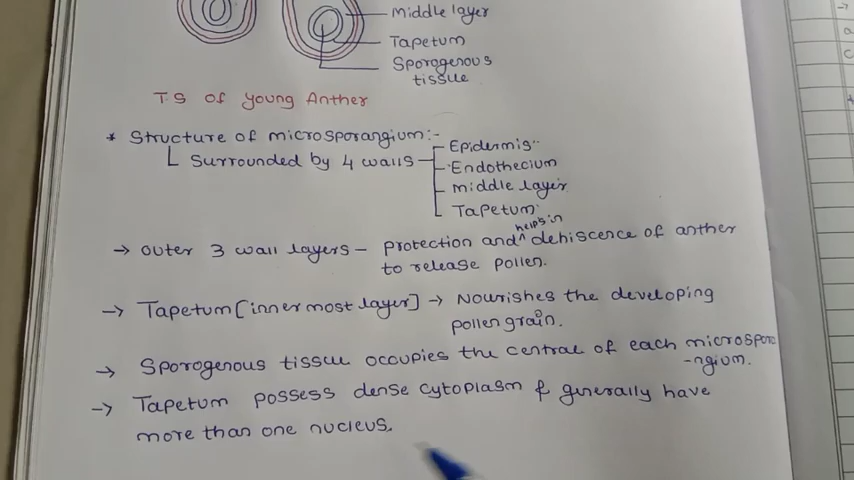 Middle layer
Tapetum
Sporogenous
tissue
T.S of young Anther
* Structure of microsporangium:-
Surrounded by 4 walls - Epidermis
Endothecium
middle layer
Tapetum
→ outer 3 wall layers - protection and ^ helps in dehiscence of anther
to release pollen.
→ Tapetum [innermost layer] → Nourishes the developing
pollen grain.
→ Sporogenous tissue occupies the central of each microspora
-ngium.
→ Tapetum possess dense cytoplasm & generally have
more than one nucleus.